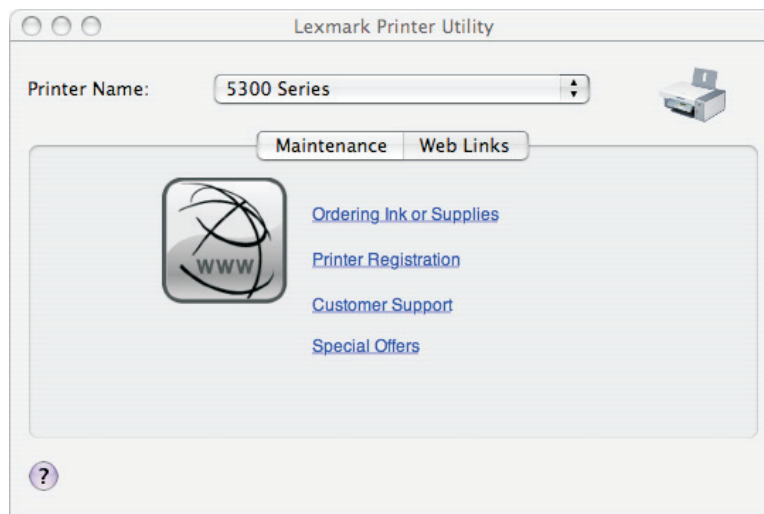 Lexmark Printer Utility
Printer Name: 5300 Series
Maintenance Web Links
www
Ordering Ink or Supplies
Printer Registration
Customer Support
Special Offers
?